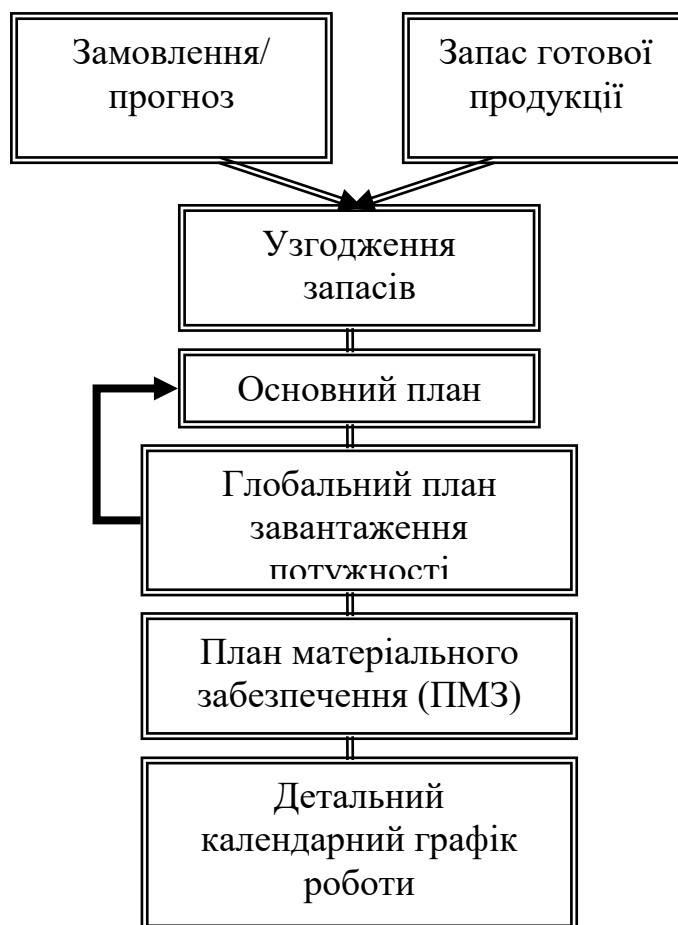 Замовлення/
прогноз
Запас готової
продукції
Узгодження
запасів
Основний план
Глобальний план
завантаження
потужності
План матеріального
забезпечення (ПМЗ)
Детальний
календарний графік
роботи